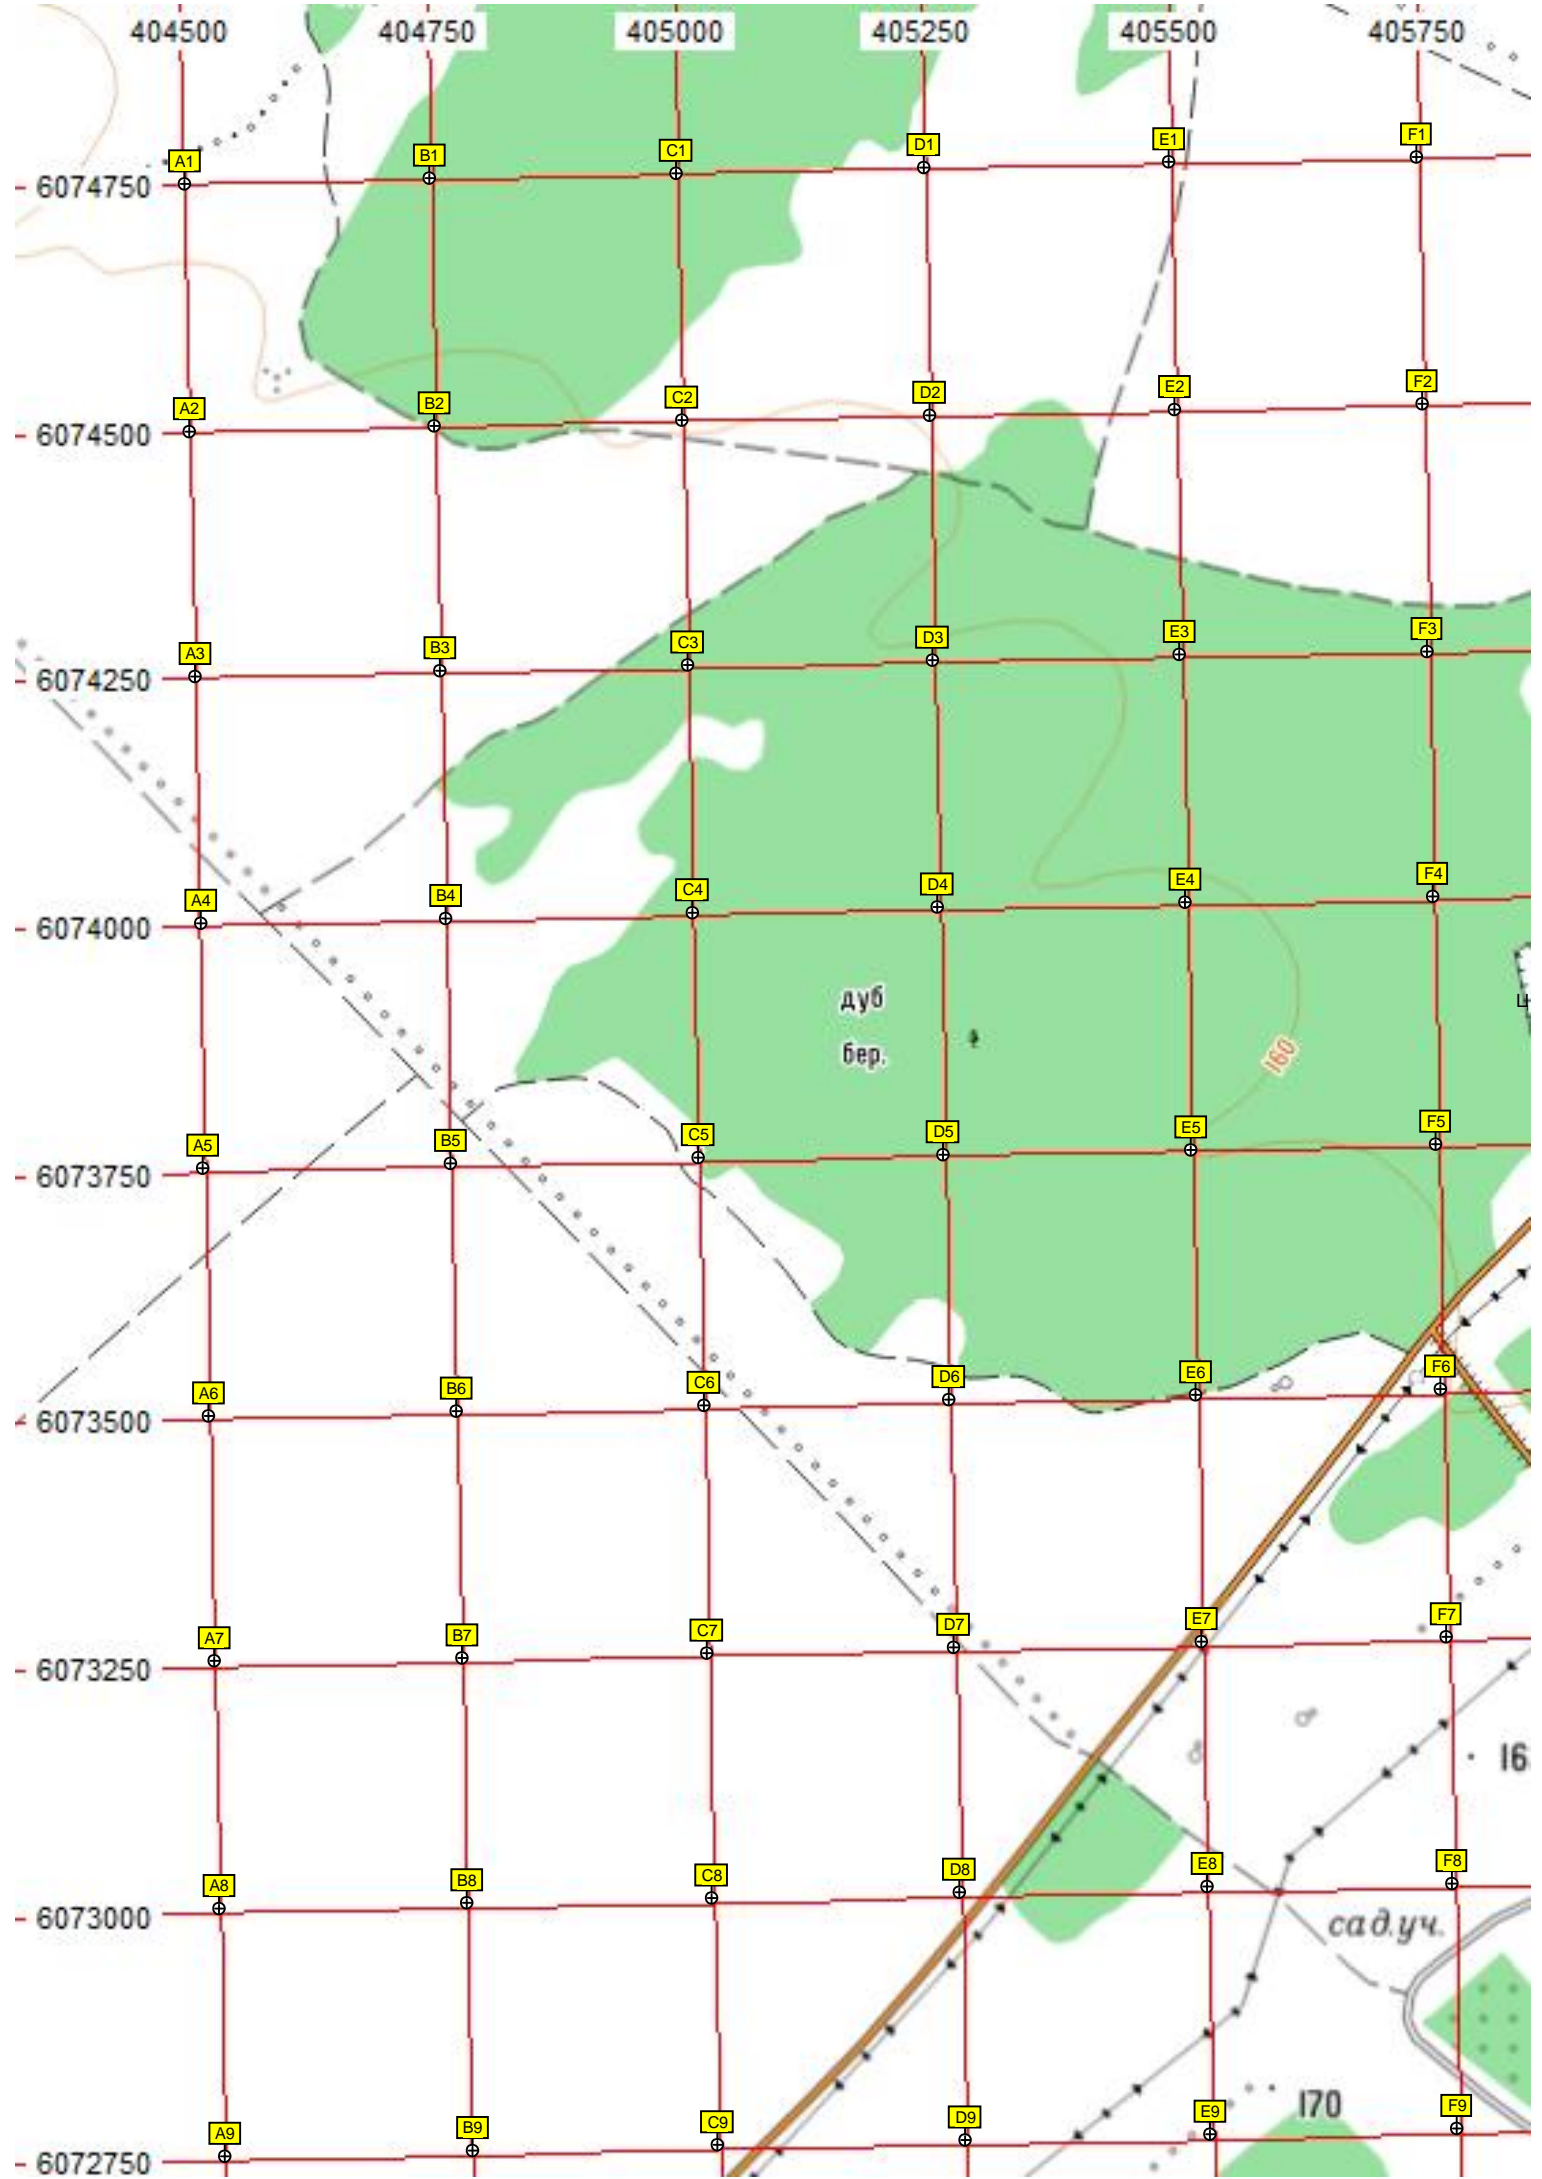 404500 404750 405000 405250 405500 405750
A1 B1 C1 D1 E1 F1
6074750
A2 B2 C2 D2 E2 F2
6074500
A3 B3 C3 D3 E3 F3
6074250
A4 B4 C4 D4 E4 F4
6074000
дуб
бер.
160
A5 B5 C5 D5 E5 F5
6073750
A6 B6 C6 D6 E6 F6
6073500
A7 B7 C7 D7 E7 F7
6073250
16
A8 B8 C8 D8 E8 F8
6073000
сад.уч.
170
A9 B9 C9 D9 E9 F9
6072750